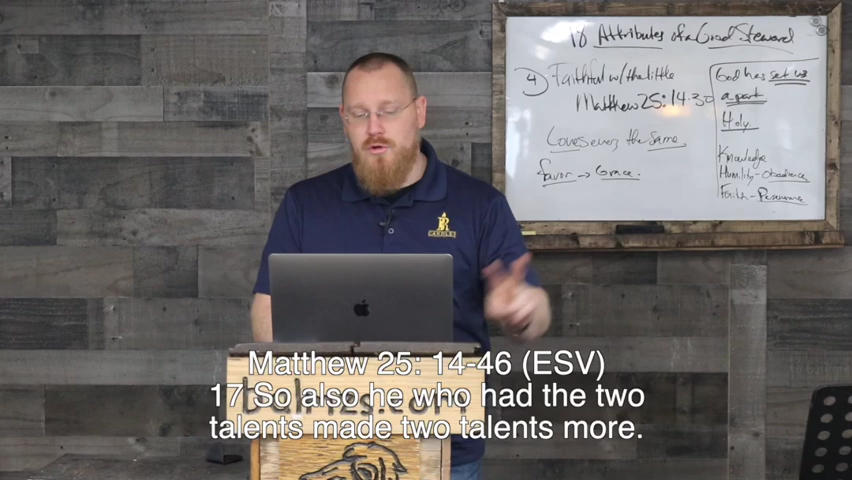 18 Attributes of a Good Steward
4) Faithful w/ the little
Matthew 25:14-30
Loves every the Same
favor → Grace.
God has set us
apart
Holy
Knowledge
Humility - Obedience
Faith -
Matthew 25: 14-46 (ESV)
17 So also he who had the two
talents made two talents more.